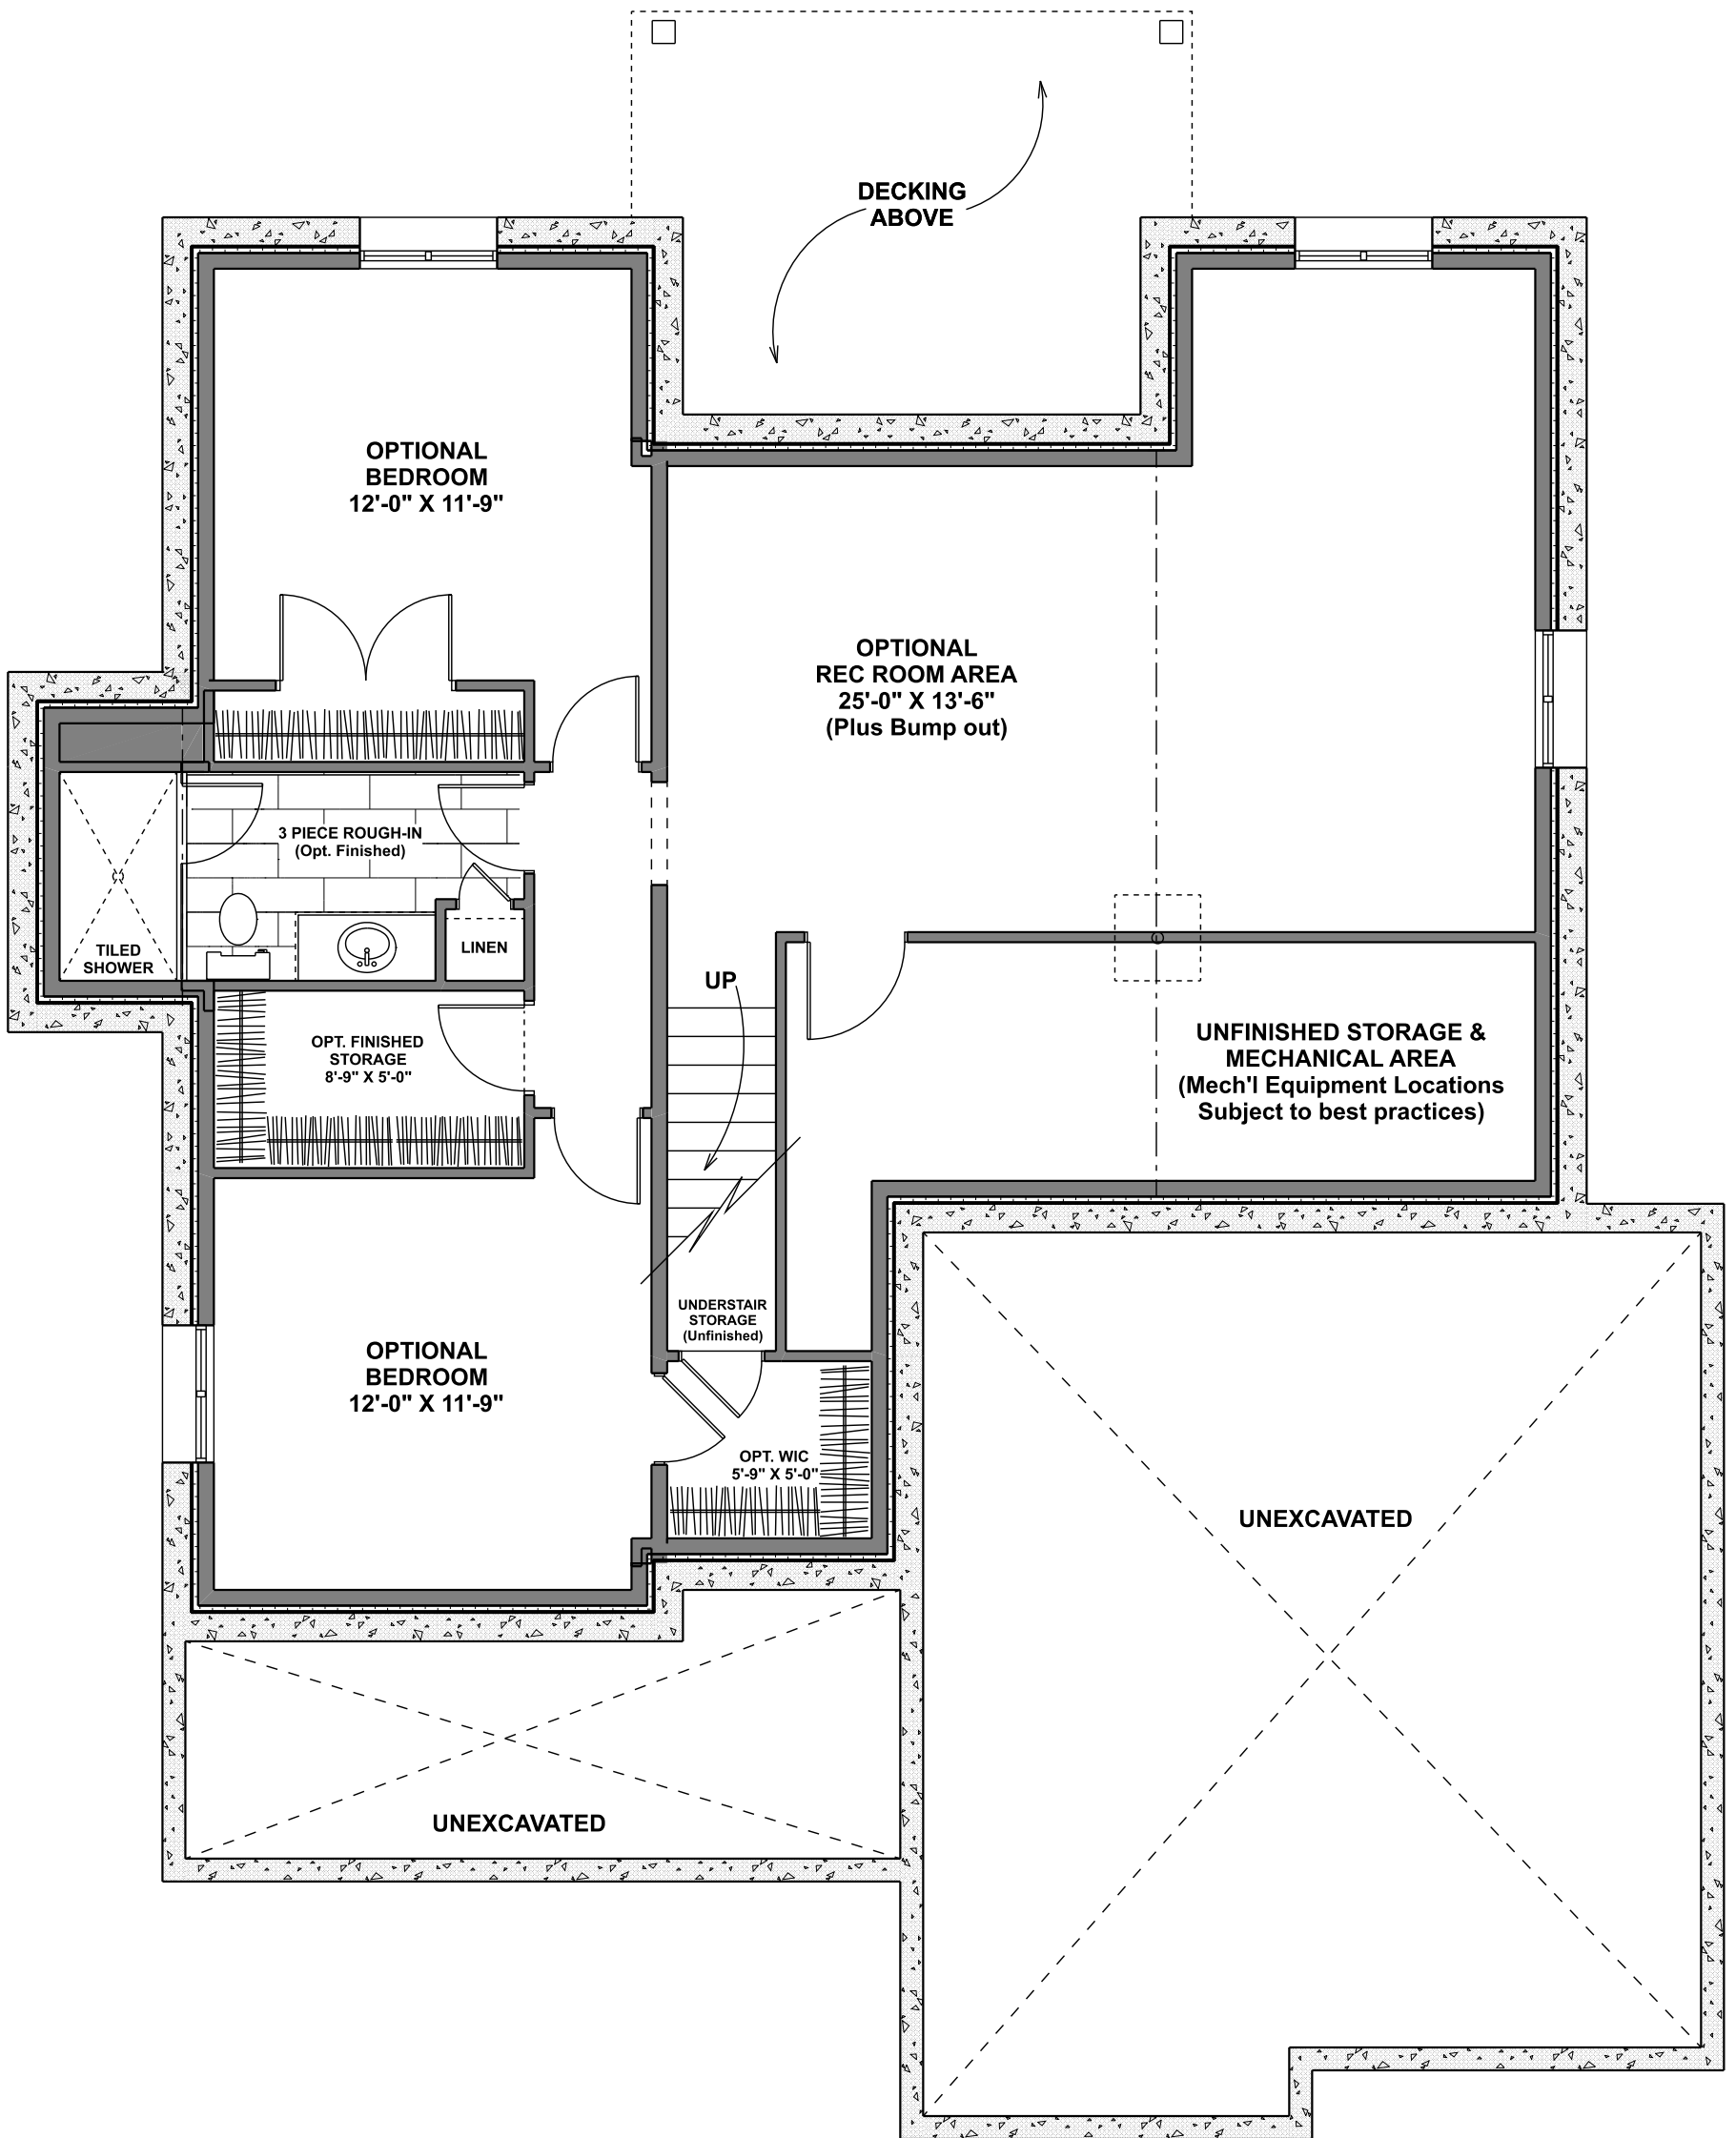 DECKING
ABOVE
OPTIONAL
BEDROOM
12'-0" X 11'-9"
OPTIONAL
REC ROOM AREA
25'-0" X 13'-6"
(Plus Bump out)
3 PIECE ROUGH-IN
(Opt. Finished)
TILED
SHOWER
LINEN
UP
OPT. FINISHED
STORAGE
8'-9" X 5'-0"
UNFINISHED STORAGE &
MECHANICAL AREA
(Mech'l Equipment Locations
Subject to best practices)
UNDERSTAIR
STORAGE
(Unfinished)
OPTIONAL
BEDROOM
12'-0" X 11'-9"
OPT. WIC
5'-9" X 5'-0"
UNEXCAVATED
UNEXCAVATED